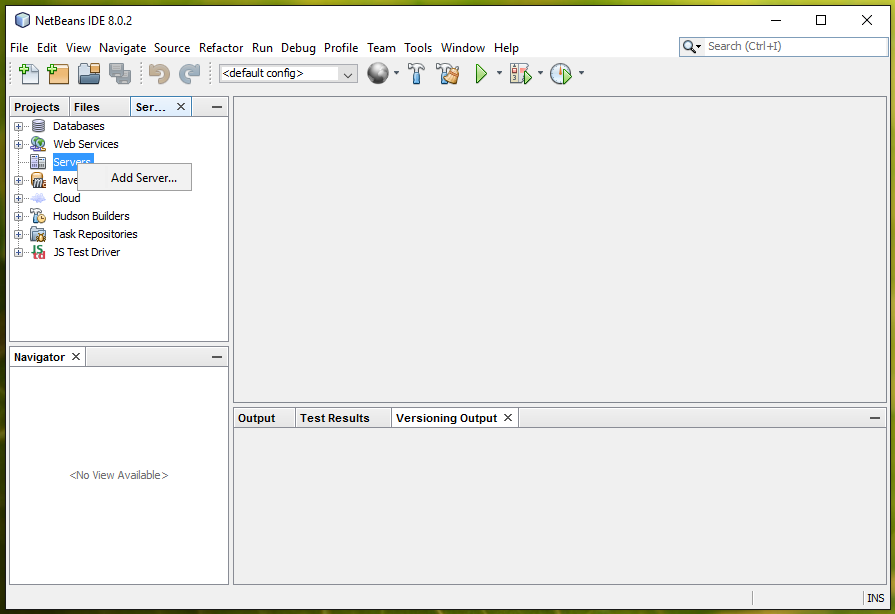 NetBeans IDE 8.0.2
File Edit View Navigate Source Refactor Run Debug Profile Team Tools Window Help
Search (Ctrl+I)
<default config>
Projects Files Ser...
Databases
Web Services
Servers
Add Server...
Mave
Cloud
Hudson Builders
Task Repositories
JS Test Driver
Navigator
<No View Available>
Output Test Results Versioning Output
INS